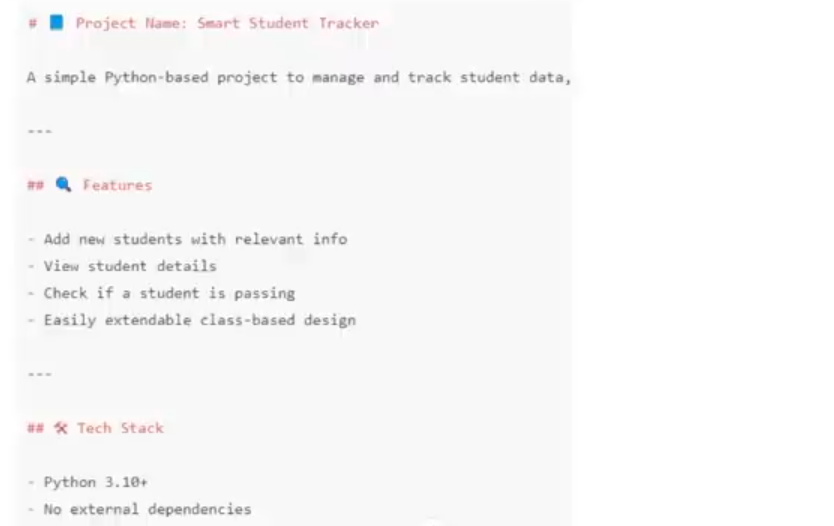 # 📘 Project Name: Smart Student Tracker
A simple Python-based project to manage and track student data,
---
## 🔍 Features
- Add new students with relevant info
- View student details
- Check if a student is passing
- Easily extendable class-based design
---
## 🛠 Tech Stack
- Python 3.10+
- No external dependencies